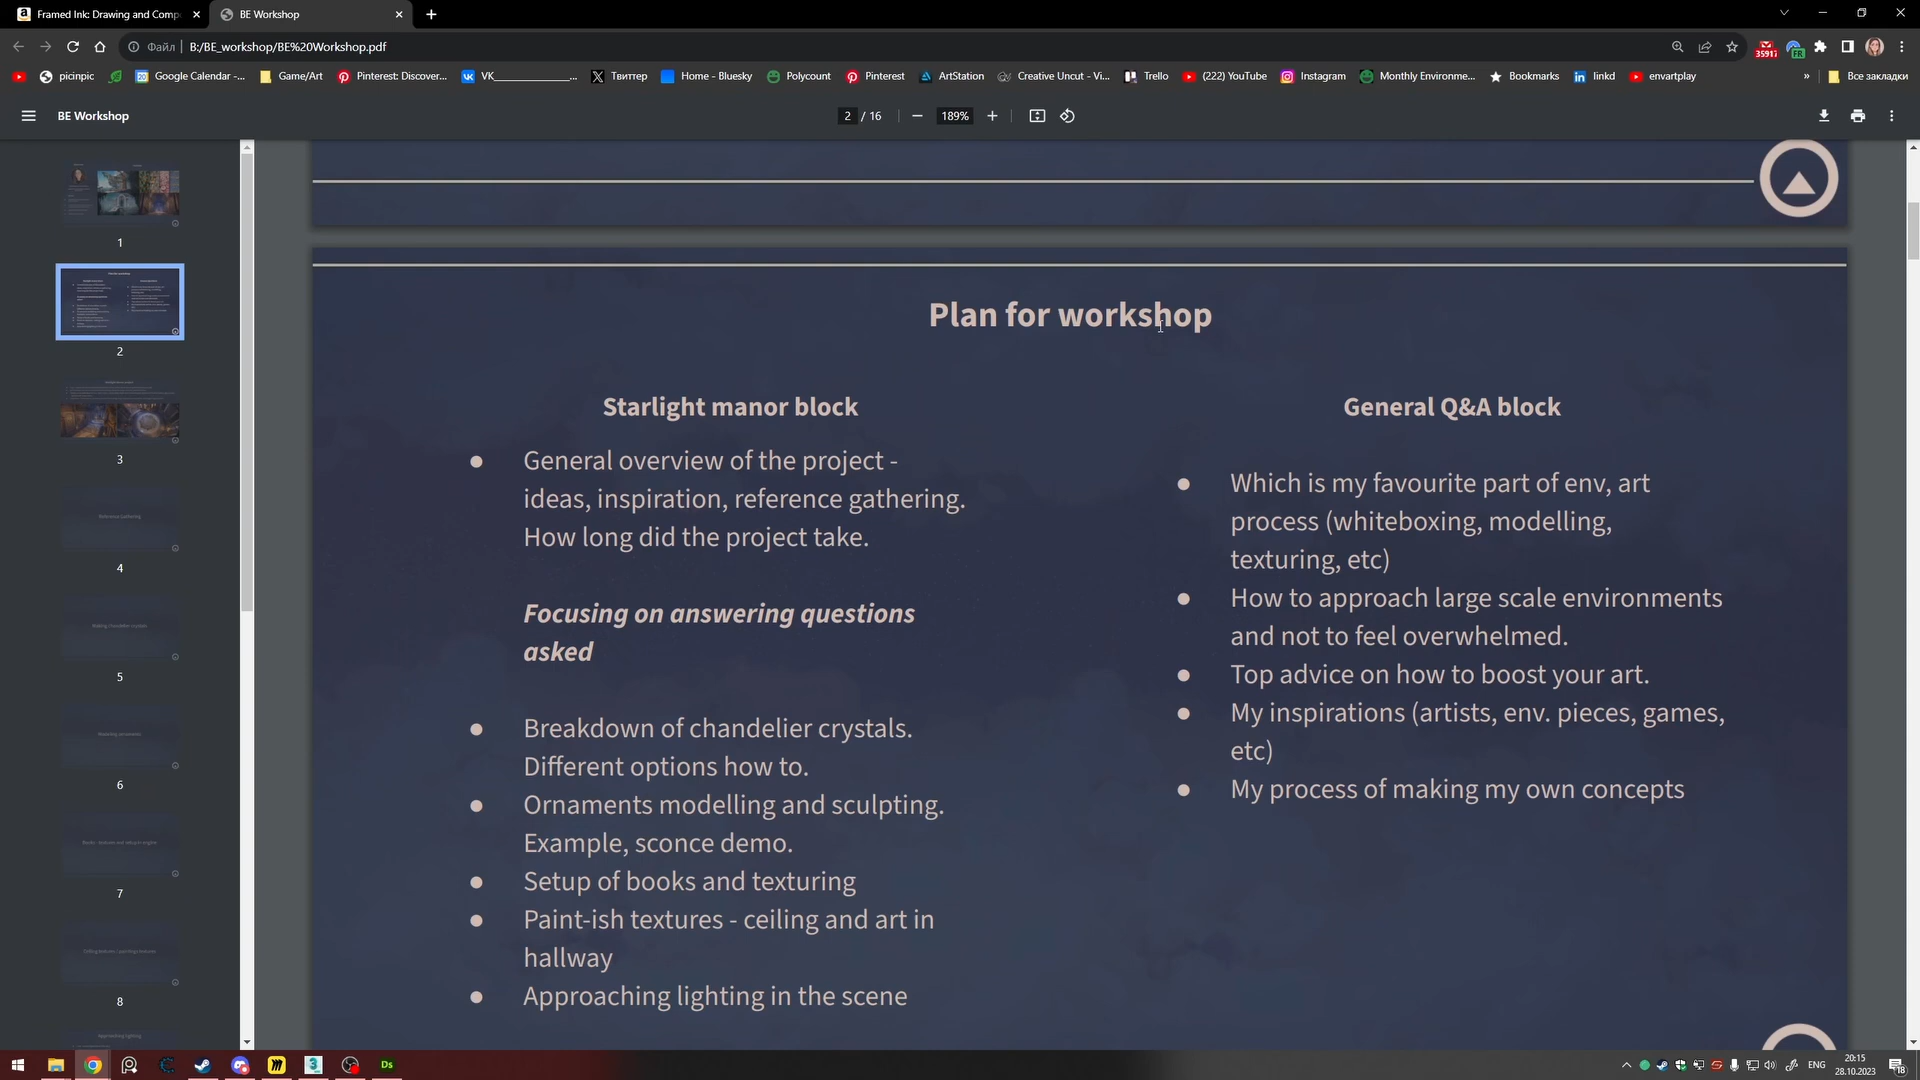 Framed Ink: Drawing and Comp
BE Workshop
Файл
B:/BE_workshop/BE%20Workshop.pdf
35917
FR
picinpic
20
Google Calendar -...
Game/Art
Pinterest: Discover...
VK____________...
Твиттер
Home - Bluesky
Polycount
Pinterest
ArtStation
Creative Uncut - Vi...
Trello
(222) YouTube
Instagram
Monthly Environme...
Bookmarks
linkd
envartplay
»
Все закладки
BE Workshop
2 / 16
189%
1
2
3
4
5
6
7
8
Plan for workshop
Starlight manor block
General overview of the project -
ideas, inspiration, reference gathering.
How long did the project take.
Focusing on answering questions
asked
Breakdown of chandelier crystals.
Different options how to.
Ornaments modelling and sculpting.
Example, sconce demo.
Setup of books and texturing
Paint-ish textures - ceiling and art in
hallway
Approaching lighting in the scene
General Q&A block
Which is my favourite part of env, art
process (whiteboxing, modelling,
texturing, etc)
How to approach large scale environments
and not to feel overwhelmed.
Top advice on how to boost your art.
My inspirations (artists, env. pieces, games,
etc)
My process of making my own concepts
Ds
ENG
20:15
28.10.2023
18